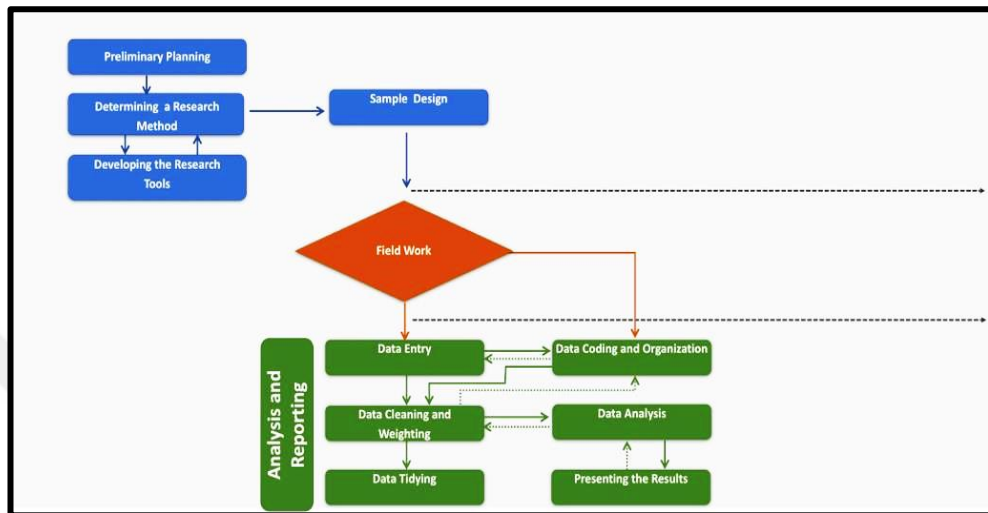 Preliminary Planning
Determining a Research
Method
Sample Design
Developing the Research
Tools
Field Work
Analysis and
Reporting
Data Entry
Data Coding and Organization
Data Cleaning and
Weighting
Data Analysis
Data Tidying
Presenting the Results